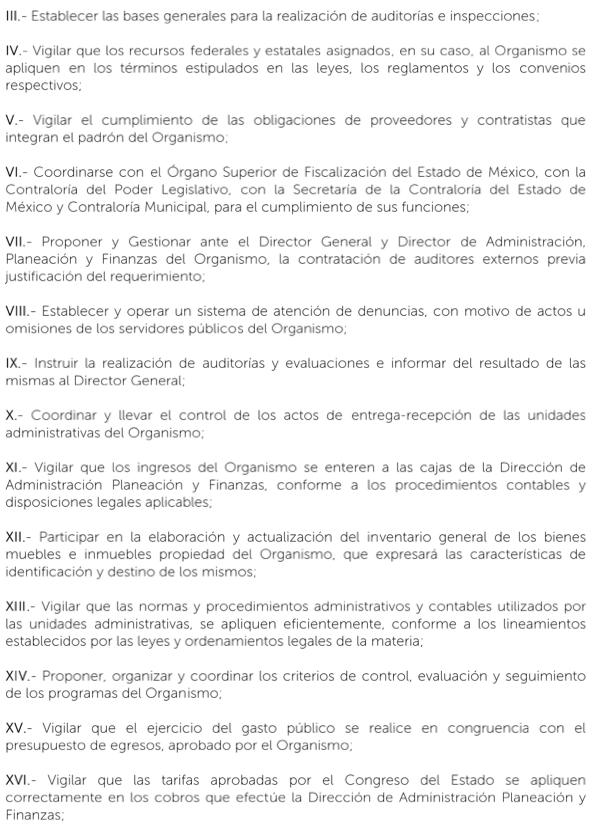 III.- Establecer las bases generales para la realización de auditorías e inspecciones;
IV.- Vigilar que los recursos federales y estatales asignados, en su caso, al Organismo se
apliquen en los términos estipulados en las leyes, los reglamentos y los convenios
respectivos;
V.- Vigilar el cumplimiento de las obligaciones de proveedores y contratistas que
integran el padrón del Organismo;
VI.- Coordinarse con el Órgano Superior de Fiscalización del Estado de México, con la
Contraloría del Poder Legislativo, con la Secretaría de la Contraloría del Estado de
México y Contraloría Municipal, para el cumplimiento de sus funciones;
VII.- Proponer y Gestionar ante el Director General y Director de Administración,
Planeación y Finanzas del Organismo, la contratación de auditores externos previa
justificación del requerimiento;
VIII.- Establecer y operar un sistema de atención de denuncias, con motivo de actos u
omisiones de los servidores públicos del Organismo;
IX.- Instruir la realización de auditorías y evaluaciones e informar del resultado de las
mismas al Director General;
X.- Coordinar y llevar el control de los actos de entrega-recepción de las unidades
administrativas del Organismo;
XI.- Vigilar que los ingresos del Organismo se enteren a las cajas de la Dirección de
Administración Planeación y Finanzas, conforme a los procedimientos contables y
disposiciones legales aplicables;
XII.- Participar en la elaboración y actualización del inventario general de los bienes
muebles e inmuebles propiedad del Organismo, que expresará las características de
identificación y destino de los mismos;
XIII.- Vigilar que las normas y procedimientos administrativos y contables utilizados por
las unidades administrativas, se apliquen eficientemente, conforme a los lineamientos
establecidos por las leyes y ordenamientos legales de la materia;
XIV.- Proponer, organizar y coordinar los criterios de control, evaluación y seguimiento
de los programas del Organismo;
XV.- Vigilar que el ejercicio del gasto público se realice en congruencia con el
presupuesto de egresos, aprobado por el Organismo;
XVI.- Vigilar que las tarifas aprobadas por el Congreso del Estado se apliquen
correctamente en los cobros que efectúe la Dirección de Administración Planeación y
Finanzas;